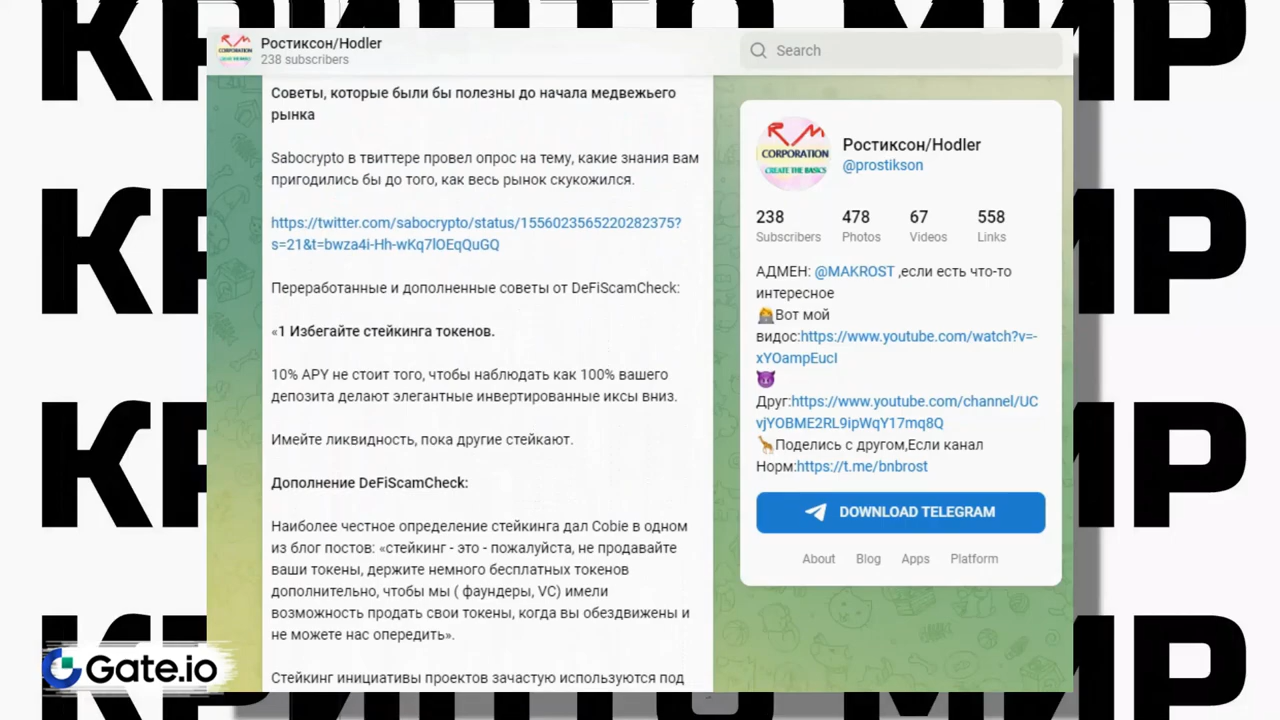 КРИПТО МИР
Ростиксон/Hodler
238 subscribers
Search
Советы, которые были бы полезны до начала медвежьего
рынка
Sabocrypto в твиттере провел опрос на тему, какие знания вам
пригодились бы до того, как весь рынок скукожился.
https://twitter.com/sabocrypto/status/1556023565220282375?
s=21&t=bwza4i-Hh-wKq7lOEqQuGQ
Переработанные и дополненные советы от DeFiScamCheck:
«1 Избегайте стейкинга токенов.
10% APY не стоит того, чтобы наблюдать как 100% вашего
депозита делают элегантные инвертированные иксы вниз.
Имейте ликвидность, пока другие стейкают.
Дополнение DeFiScamCheck:
Наиболее честное определение стейкинга дал Cobie в одном
из блог постов: «стейкинг - это - пожалуйста, не продавайте
ваши токены, держите немного бесплатных токенов
дополнительно, чтобы мы ( фаундеры, VC) имели
возможность продать свои токены, когда вы обездвижены и
не можете нас опередить».
Стейкинг инициативы проектов зачастую используются под
RM
CORPORATION
CREATE THE BASICS
Ростиксон/Hodler
@prostikson
238 478 67 558
Subscribers Photos Videos Links
АДМЕН: @MAKROST ,если есть что-то
интересное
Вот мой
видос:https://www.youtube.com/watch?v=-
xYOampEucI
Друг:https://www.youtube.com/channel/UC
vjYOBME2RL9ipWqY17mq8Q
Поделись с другом,Если канал
Норм:https://t.me/bnbrost
DOWNLOAD TELEGRAM
About Blog Apps Platform
Gate.io